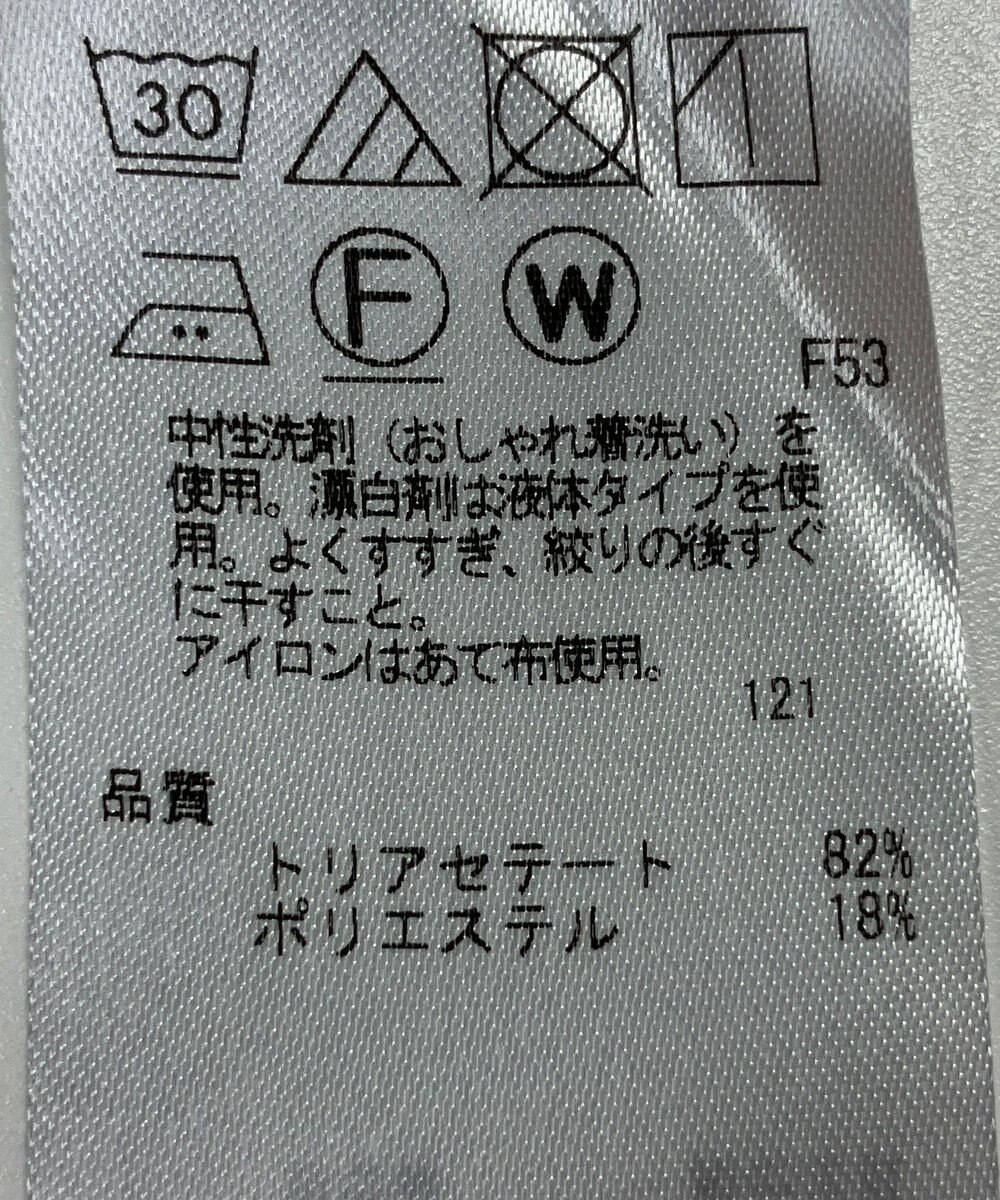 30
F W
F53
中性洗剤（おしゃれ着洗い）を
使用。漂白剤は液体タイプを使
用。よくすすぎ、絞りの後すぐ
に干すこと。
アイロンはあて布使用。
121
品質
トリアセテート 82%
ポリエステル 18%